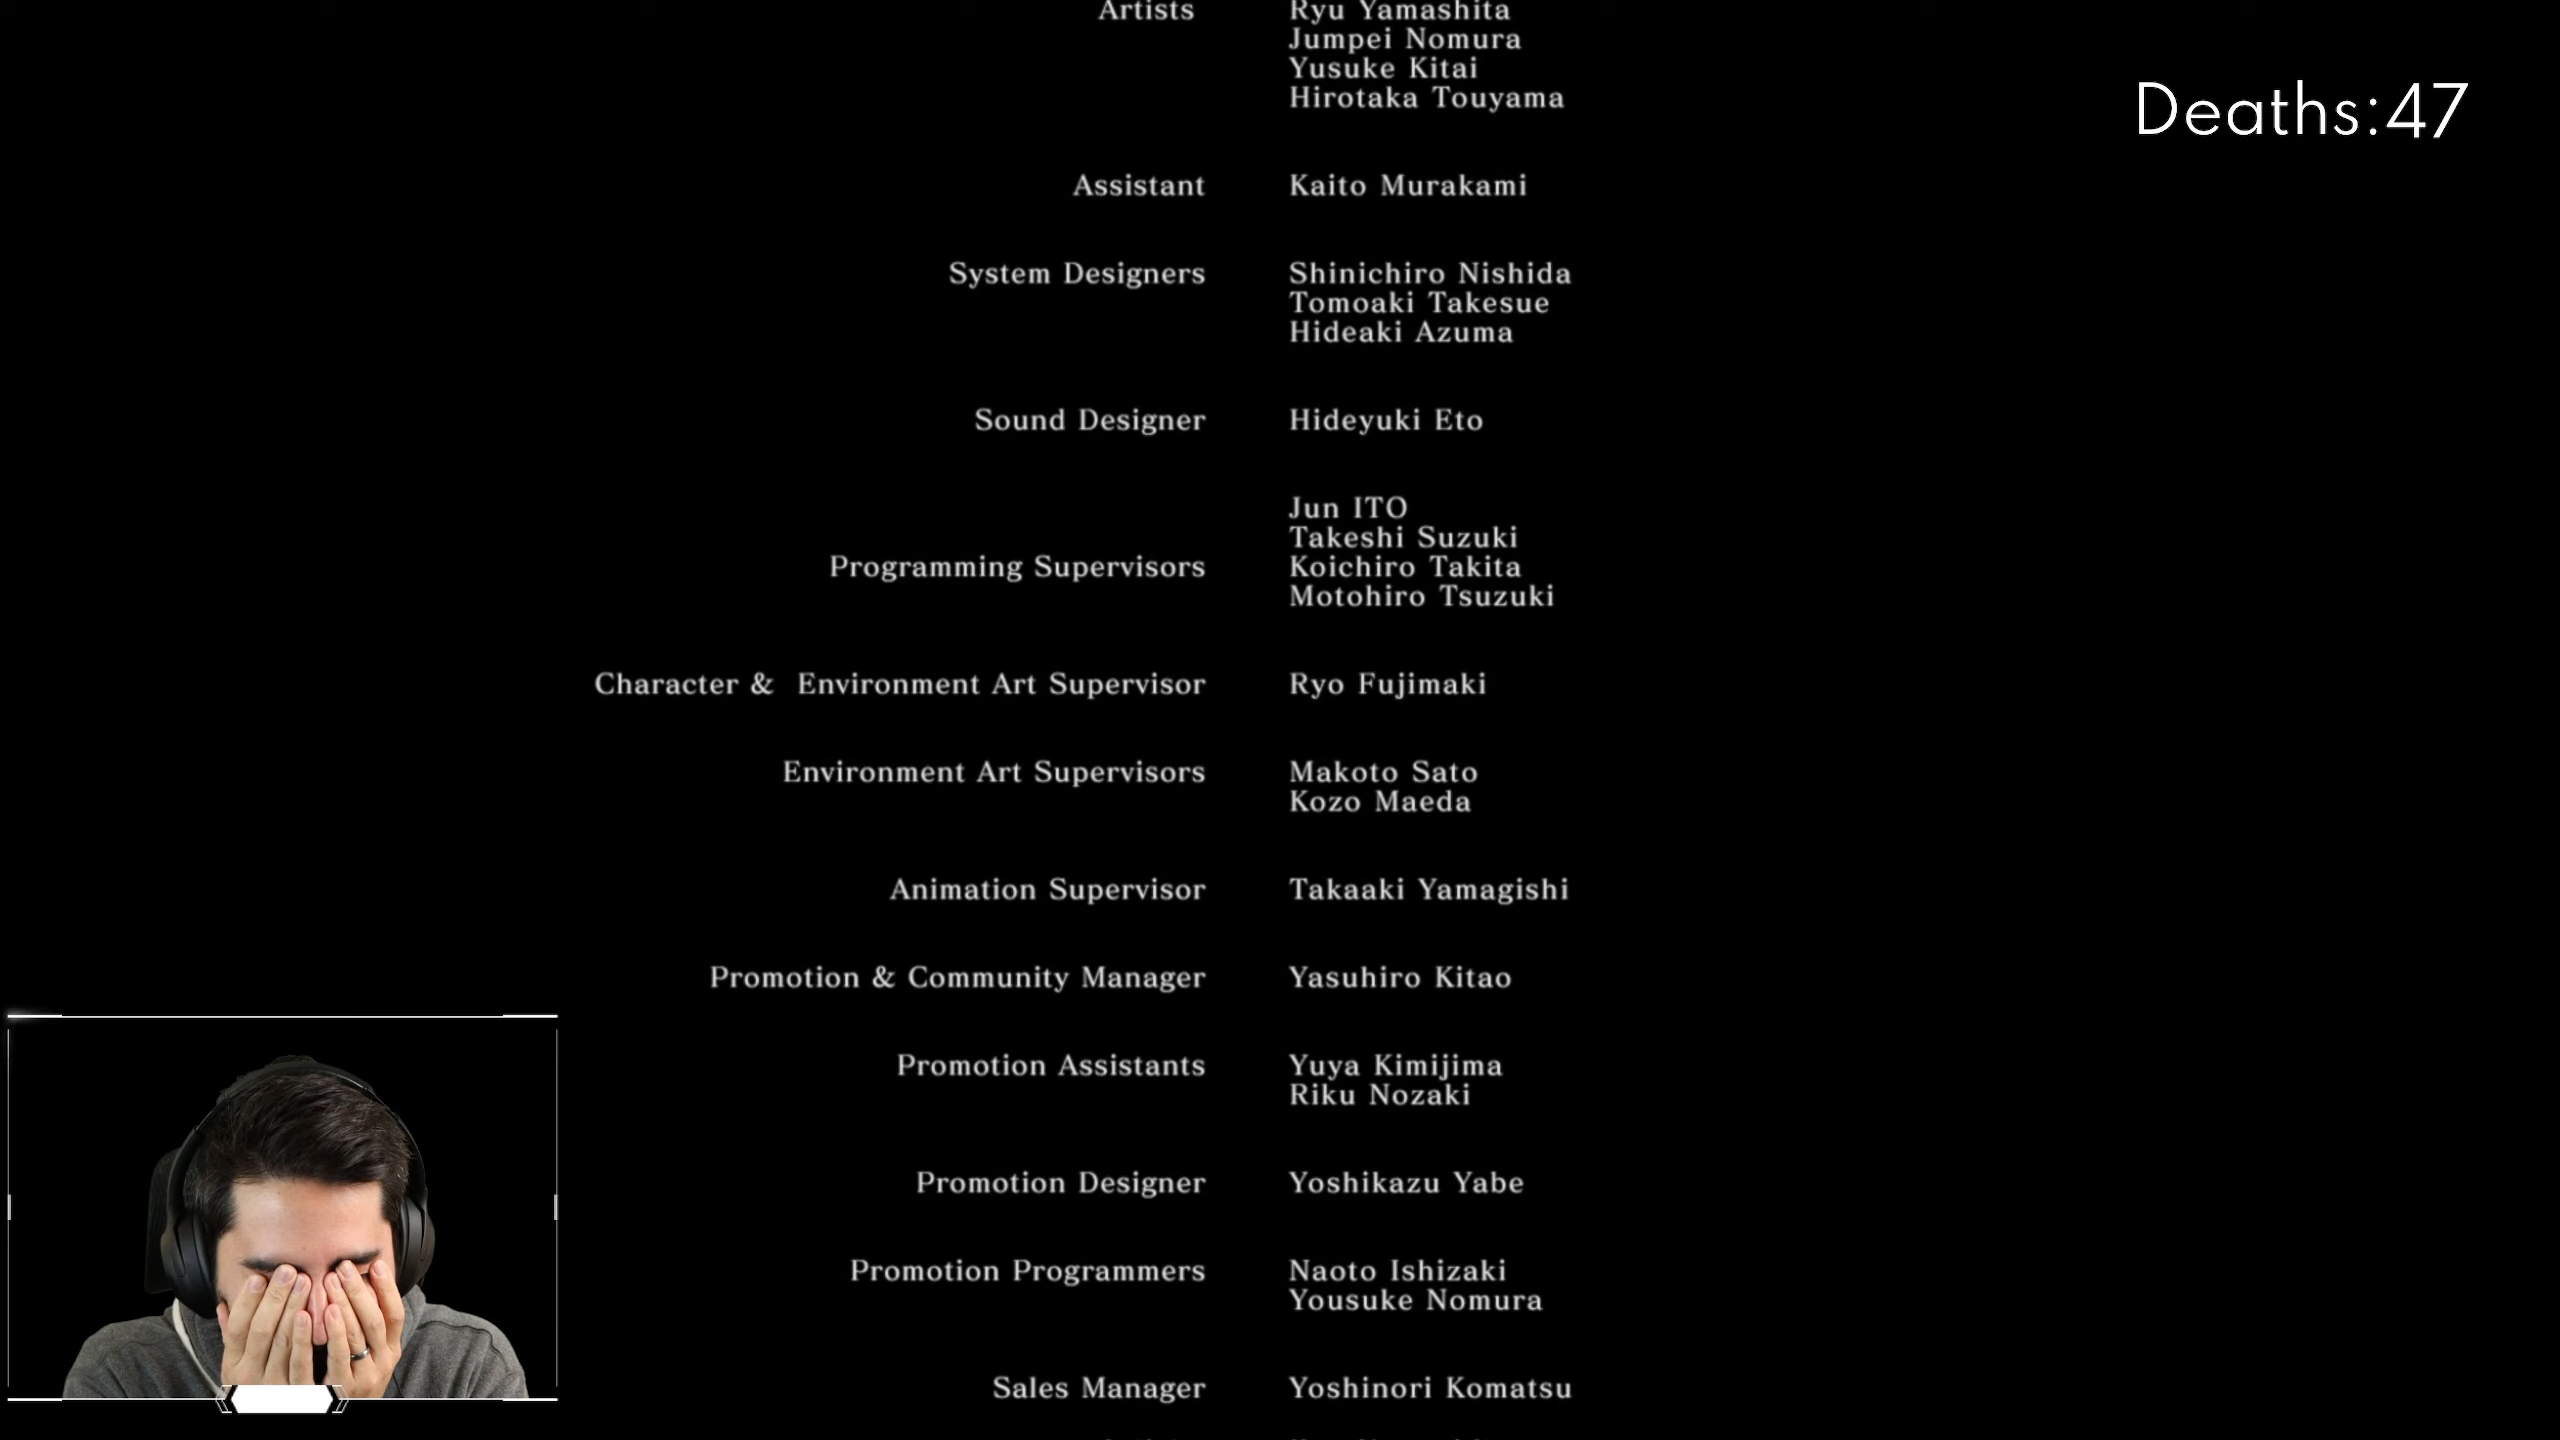 Artists Ryu Yamashita
Jumpei Nomura
Yusuke Kitai
Hirotaka Touyama
Deaths:47
Assistant Kaito Murakami
System Designers Shinichiro Nishida
Tomoaki Takesue
Hideaki Azuma
Sound Designer Hideyuki Eto
Jun ITO
Takeshi Suzuki
Programming Supervisors Koichiro Takita
Motohiro Tsuzuki
Character & Environment Art Supervisor Ryo Fujimaki
Environment Art Supervisors Makoto Sato
Kozo Maeda
Animation Supervisor Takaaki Yamagishi
Promotion & Community Manager Yasuhiro Kitao
Promotion Assistants Yuya Kimijima
Riku Nozaki
Promotion Designer Yoshikazu Yabe
Promotion Programmers Naoto Ishizaki
Yousuke Nomura
Sales Manager Yoshinori Komatsu